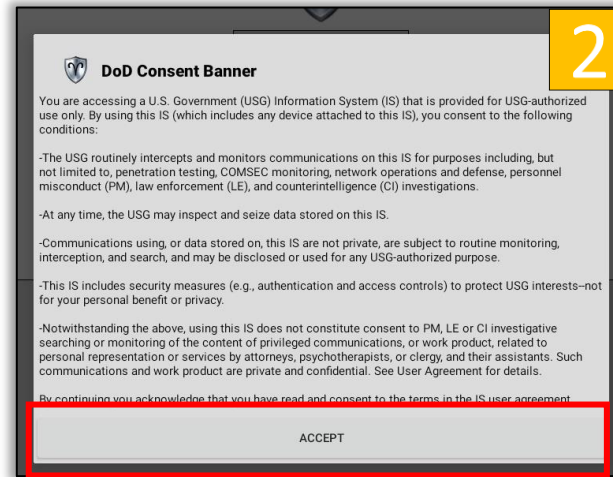 2
DoD Consent Banner
You are accessing a U.S. Government (USG) Information System (IS) that is provided for USG-authorized
use only. By using this IS (which includes any device attached to this IS), you consent to the following
conditions:
-The USG routinely intercepts and monitors communications on this IS for purposes including, but
not limited to, penetration testing, COMSEC monitoring, network operations and defense, personnel
misconduct (PM), law enforcement (LE), and counterintelligence (CI) investigations.
-At any time, the USG may inspect and seize data stored on this IS.
-Communications using, or data stored on, this IS are not private, are subject to routine monitoring,
interception, and search, and may be disclosed or used for any USG-authorized purpose.
-This IS includes security measures (e.g., authentication and access controls) to protect USG interests--not
for your personal benefit or privacy.
-Notwithstanding the above, using this IS does not constitute consent to PM, LE or CI investigative
searching or monitoring of the content of privileged communications, or work product, related to
personal representation or services by attorneys, psychotherapists, or clergy, and their assistants. Such
communications and work product are private and confidential. See User Agreement for details.
By continuing you acknowledge that you have read and consent to the terms in the IS user agreement
ACCEPT